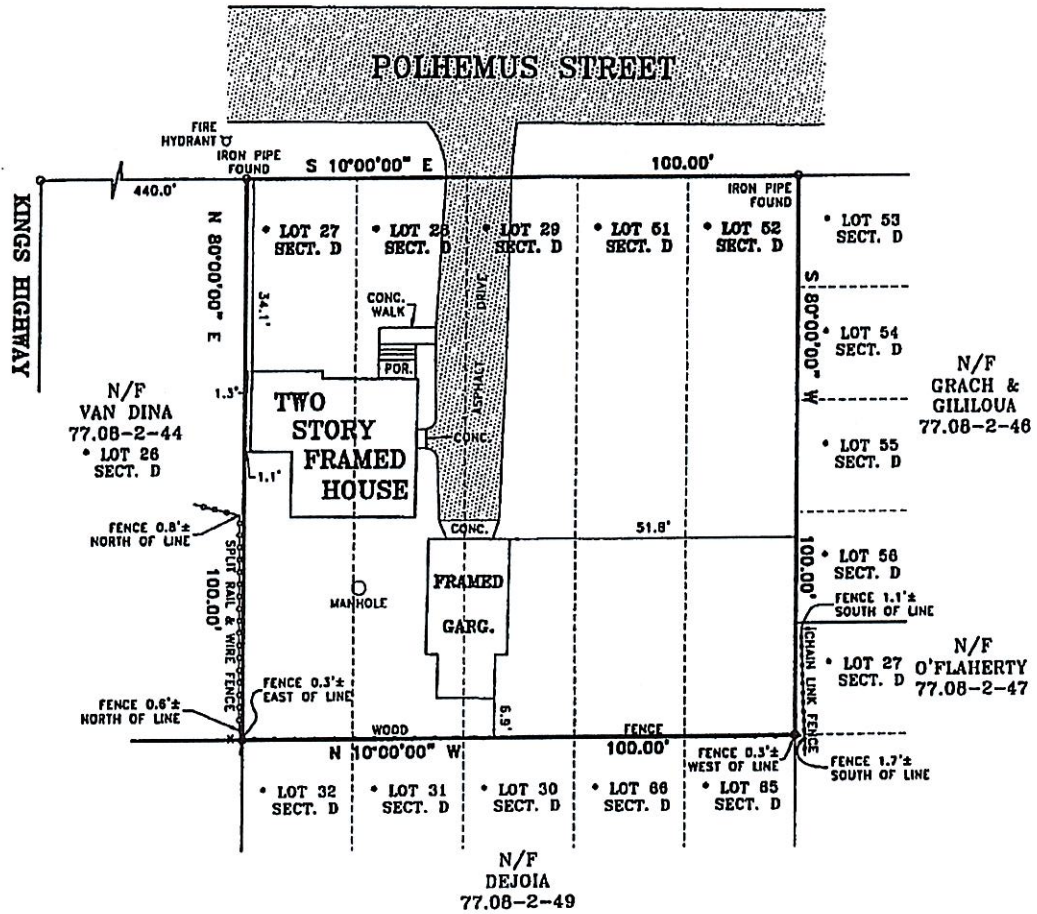 POLHEMUS STREET
FIRE
HYDRANT
IRON PIPE
FOUND
S 10°00'00" E
100.00'
440.0'
IRON PIPE
FOUND
KINGS HIGHWAY
N 80°00'00" E
34.1'
• LOT 27
SECT. D
• LOT 28
SECT. D
• LOT 29
SECT. D
• LOT 51
SECT. D
• LOT 52
SECT. D
• LOT 53
SECT. D
S 80°00'00" W
CONC.
WALK
POR.
ASPHALT DRIVE
• LOT 54
SECT. D
N/F
GRACH &
GILILOUA
77.08-2-46
N/F
VAN DINA
77.08-2-44
• LOT 26
SECT. D
1.3'
TWO
STORY
FRAMED
HOUSE
CONC.
• LOT 55
SECT. D
1.1'
FENCE 0.8'±
NORTH OF LINE
SPLIT RAIL & WIRE FENCE
100.00'
CONC.
51.8'
• LOT 56
SECT. D
100.00'
FENCE 1.1'±
SOUTH OF LINE
MANHOLE
FRAMED
GARG.
CHAIN LINK FENCE
• LOT 27
SECT. D
N/F
O'FLAHERTY
77.08-2-47
FENCE 0.3'±
EAST OF LINE
FENCE 0.6'±
NORTH OF LINE
6.9'
WOOD
FENCE
N 10°00'00" W
100.00'
FENCE 0.3'±
WEST OF LINE
FENCE 1.7'±
SOUTH OF LINE
• LOT 32
SECT. D
• LOT 31
SECT. D
• LOT 30
SECT. D
• LOT 66
SECT. D
• LOT 65
SECT. D
N/F
DEJOIA
77.08-2-49